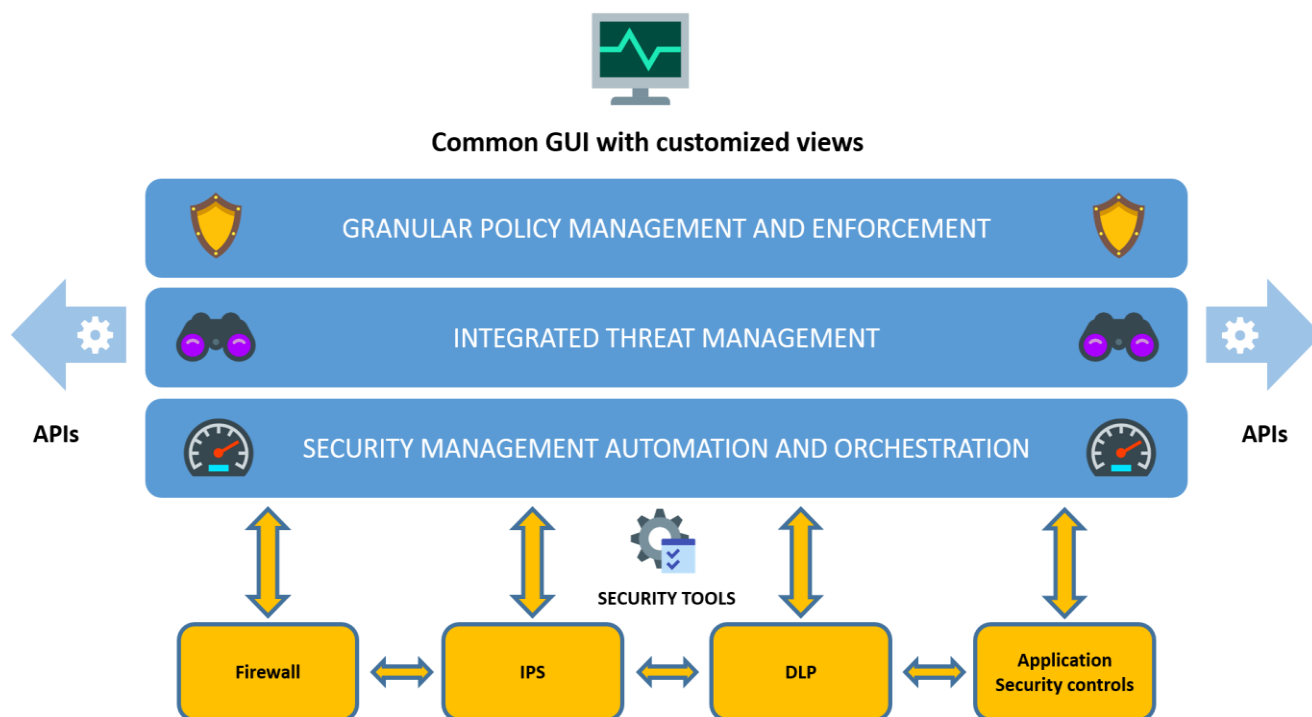 Common GUI with customized views
GRANULAR POLICY MANAGEMENT AND ENFORCEMENT
INTEGRATED THREAT MANAGEMENT
APIs
APIs
SECURITY MANAGEMENT AUTOMATION AND ORCHESTRATION
SECURITY TOOLS
Firewall
IPS
DLP
Application
Security controls